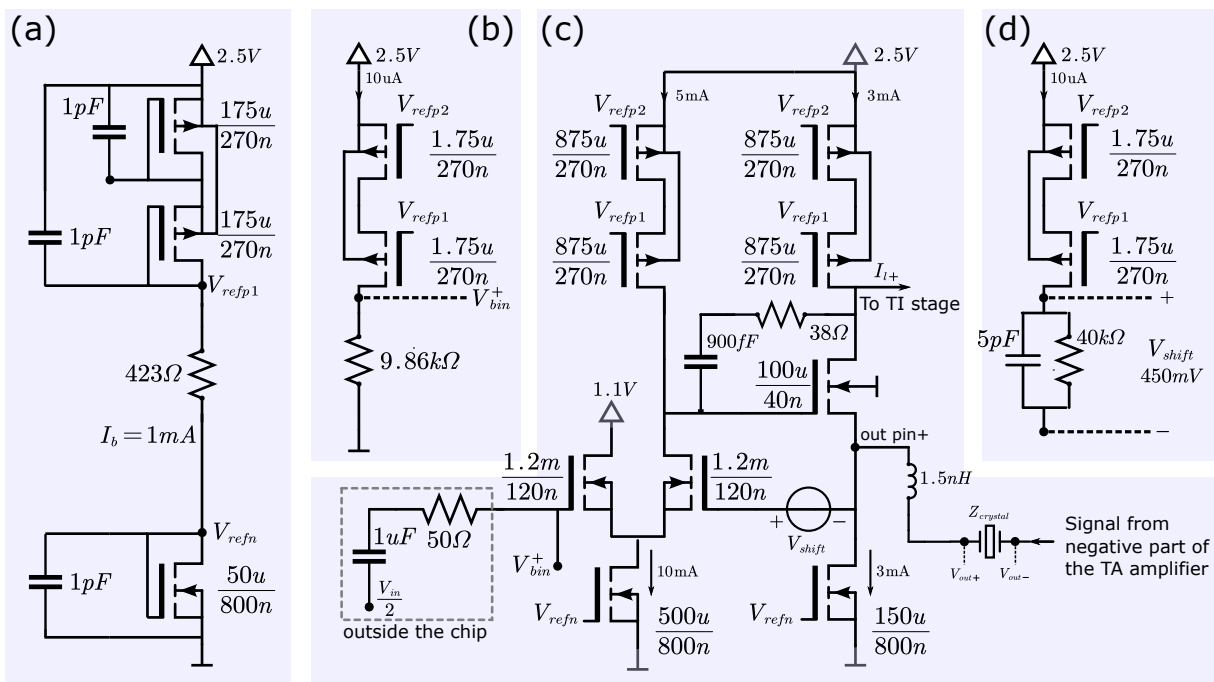 (a)
2.5V
1pF
175u
270n
1pF
175u
270n
V_refp1
423Ω
I_b = 1mA
V_refn
1pF
50u
800n
(b)
2.5V
10uA
V_refp2
1.75u
270n
V_refp1
1.75u
270n
V_bin^+
9.86kΩ
(c)
2.5V
5mA
3mA
V_refp2
875u
270n
V_refp2
875u
270n
V_refp1
875u
270n
V_refp1
875u
270n
I_l+
To TI stage
900fF
38Ω
100u
40n
1.1V
out pin+
1.2m
120n
1.2m
120n
1.5nH
+ −
V_shift
Z_crystal
V_out+
V_out−
Signal from
negative part of
the TA amplifier
1uF
50Ω
V_in
2
outside the chip
V_bin^+
10mA
V_refn
500u
800n
3mA
V_refn
150u
800n
(d)
2.5V
10uA
V_refp2
1.75u
270n
V_refp1
1.75u
270n
+
5pF
40kΩ
V_shift
450mV
−